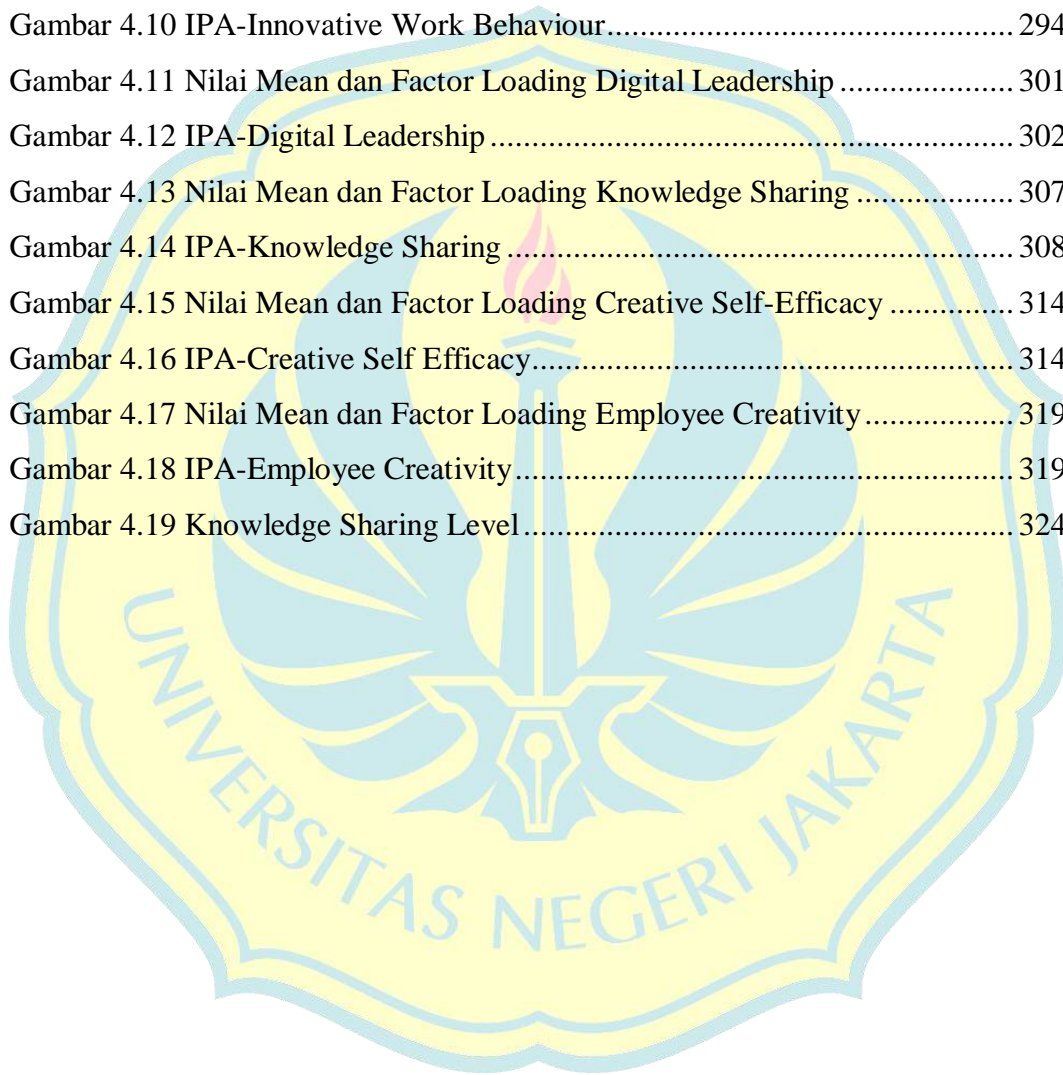 Gambar 4.10 IPA-Innovative Work Behaviour.................................................... 294
Gambar 4.11 Nilai Mean dan Factor Loading Digital Leadership ...................... 301
Gambar 4.12 IPA-Digital Leadership .................................................................. 302
Gambar 4.13 Nilai Mean dan Factor Loading Knowledge Sharing .................... 307
Gambar 4.14 IPA-Knowledge Sharing ................................................................ 308
Gambar 4.15 Nilai Mean dan Factor Loading Creative Self-Efficacy ................ 314
Gambar 4.16 IPA-Creative Self Efficacy............................................................. 314
Gambar 4.17 Nilai Mean dan Factor Loading Employee Creativity ................... 319
Gambar 4.18 IPA-Employee Creativity............................................................... 319
Gambar 4.19 Knowledge Sharing Level .............................................................. 324
UNIVERSITAS NEGERI JAKARTA